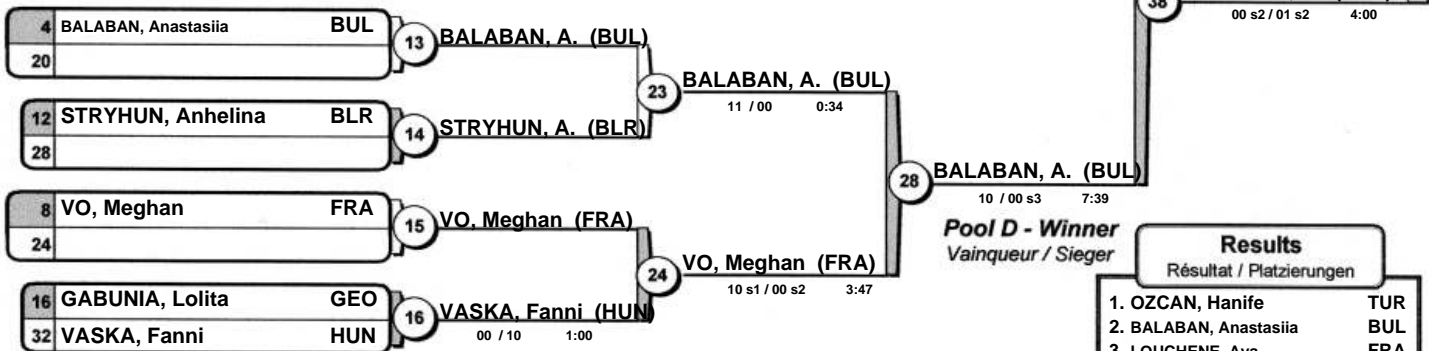 38
00 s2 / 01 s2 4:00
4 BALABAN, Anastasiia BUL
20
13 BALABAN, A. (BUL)
23 BALABAN, A. (BUL)
11 / 00 0:34
12 STRYHUN, Anhelina BLR
28
14 STRYHUN, A. (BLR)
28 BALABAN, A. (BUL)
10 / 00 s3 7:39
8 VO, Meghan FRA
24
15 VO, Meghan (FRA)
24 VO, Meghan (FRA)
10 s1 / 00 s2 3:47
16 GABUNIA, Lolita GEO
32 VASKA, Fanni HUN
16 VASKA, Fanni (HUN)
00 / 10 1:00
Pool D - Winner
Vainqueur / Sieger
Results
Résultat / Platzierungen
1. OZCAN, Hanife TUR
2. BALABAN, Anastasiia BUL